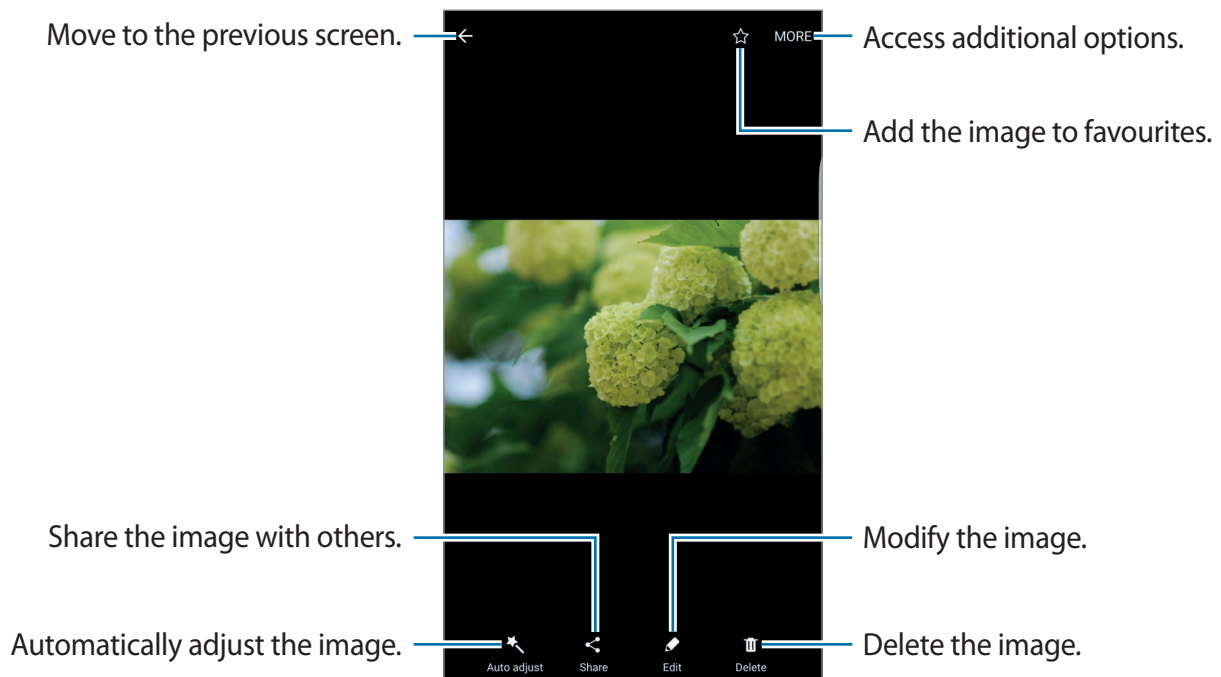 Move to the previous screen.
MORE
Access additional options.
Add the image to favourites.
Share the image with others.
Modify the image.
Automatically adjust the image.
Delete the image.
Auto adjust
Share
Edit
Delete